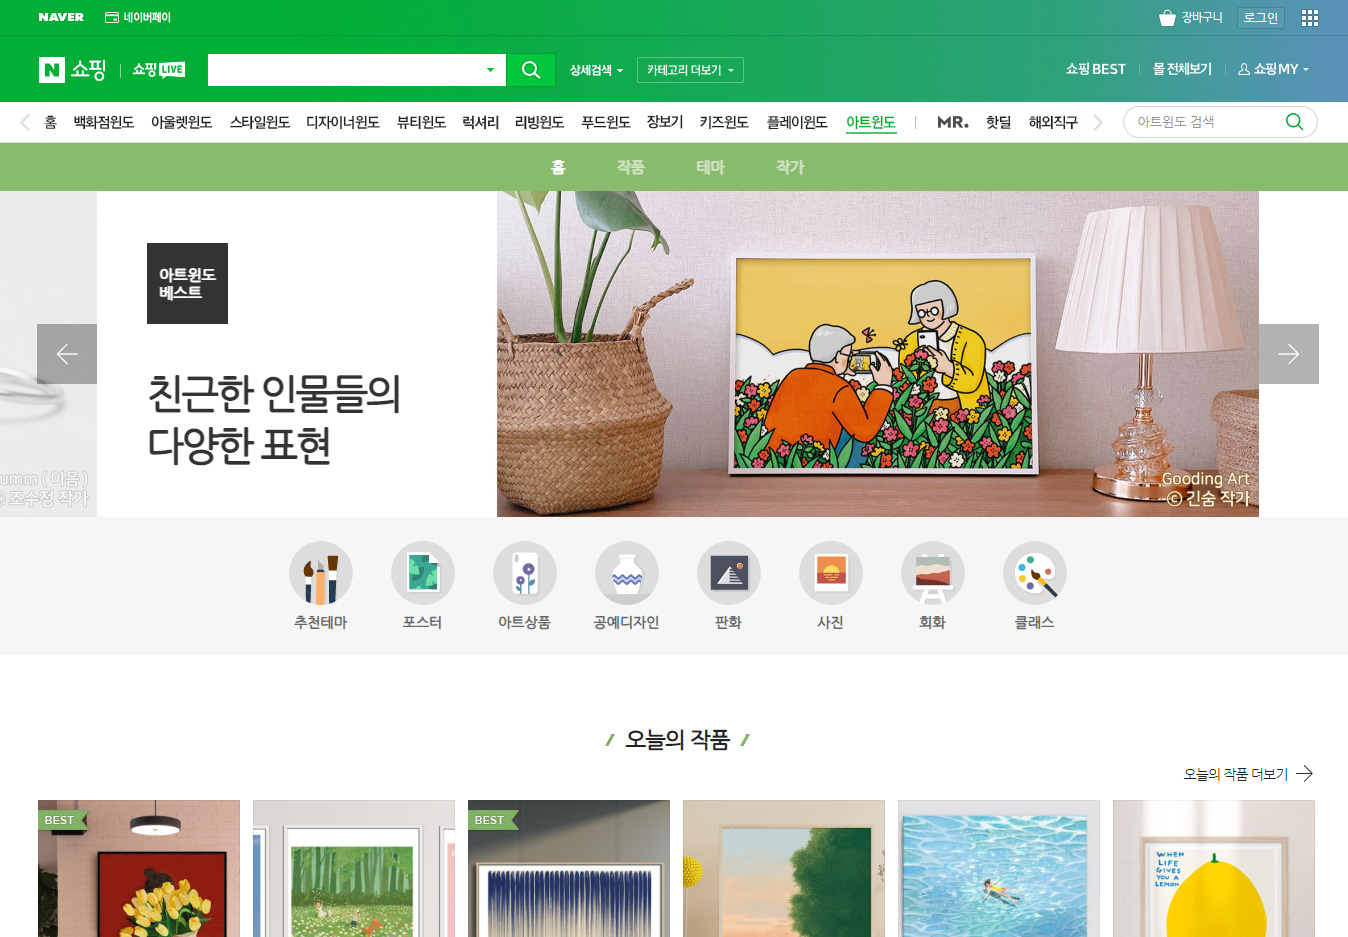 NAVER 네이버페이 장바구니 로그인
N 쇼핑 쇼핑 LIVE 상세검색 카테고리 더보기 쇼핑 BEST 몰 전체보기 쇼핑 MY
홈 백화점윈도 아울렛윈도 스타일윈도 디자이너윈도 뷰티윈도 럭셔리 리빙윈도 푸드윈도 장보기 키즈윈도 플레이윈도 아트윈도 MR. 핫딜 해외직구 아트윈도 검색
홈 작품 테마 작가
아트윈도
베스트
친근한 인물들의
다양한 표현
umm ( 이음 )
조수정 작가
Gooding Art
© 긴숨 작가
추천테마 포스터 아트상품 공예디자인 판화 사진 회화 클래스
오늘의 작품
오늘의 작품 더보기
BEST BEST
WHEN
LIFE
GIVES
YOU A
LEMON